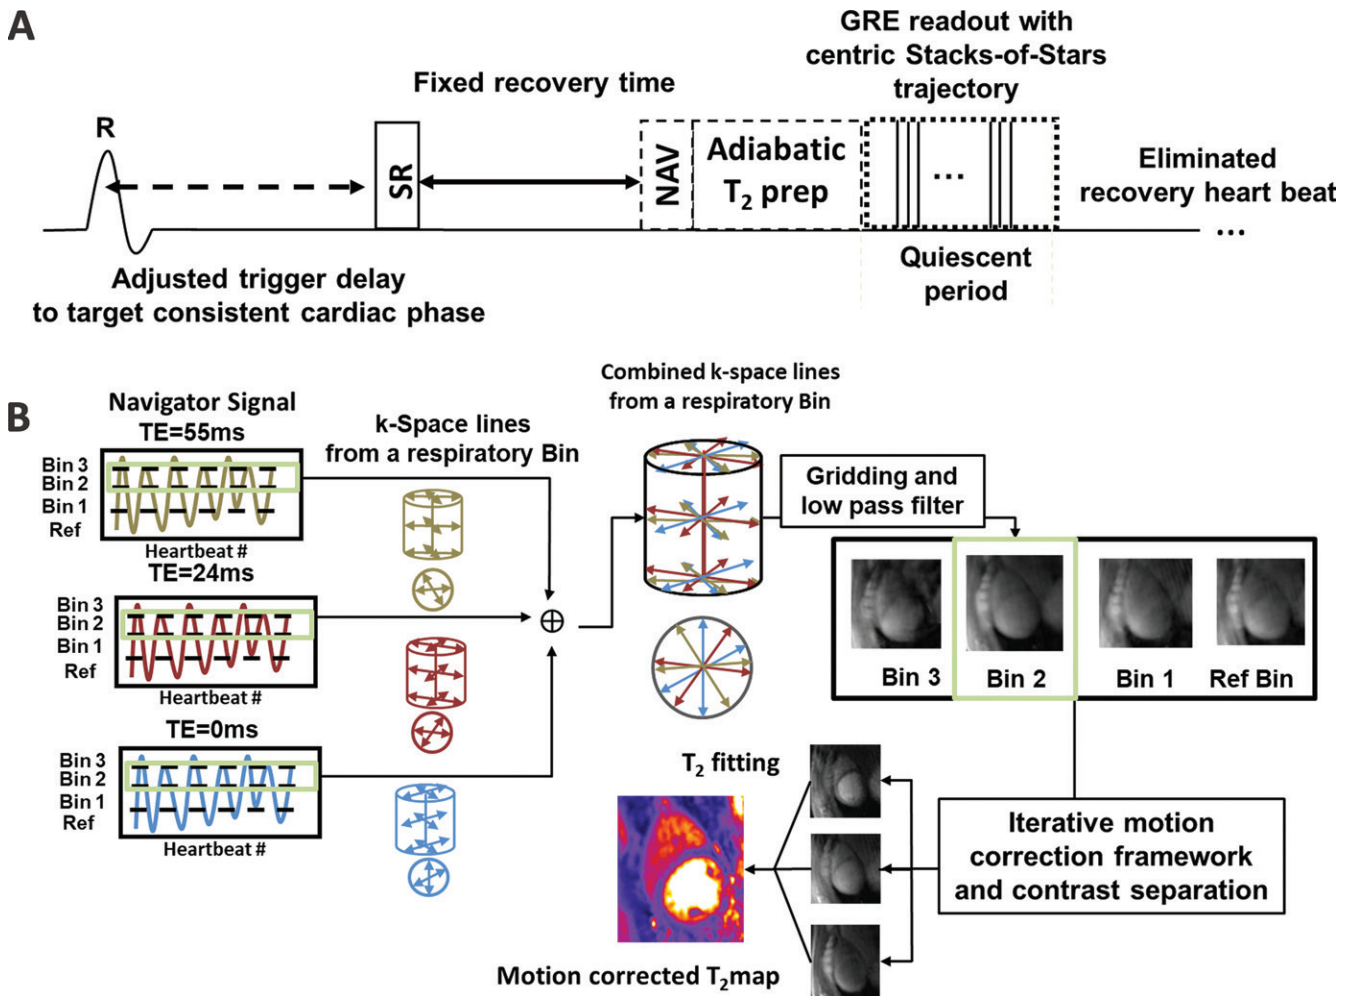 A
GRE readout with
centric Stacks-of-Stars
trajectory
Fixed recovery time
R
SR
NAV
Adiabatic
T2 prep
...
Eliminated
recovery heart beat
...
Adjusted trigger delay
to target consistent cardiac phase
Quiescent
period
B
Navigator Signal
TE=55ms
Bin 3
Bin 2
Bin 1
Ref
Heartbeat #
TE=24ms
Bin 3
Bin 2
Bin 1
Ref
Heartbeat #
TE=0ms
Bin 3
Bin 2
Bin 1
Ref
Heartbeat #
k-Space lines
from a respiratory Bin
Combined k-space lines
from a respiratory Bin
Gridding and
low pass filter
Bin 3
Bin 2
Bin 1
Ref Bin
Iterative motion
correction framework
and contrast separation
T2 fitting
Motion corrected T2map